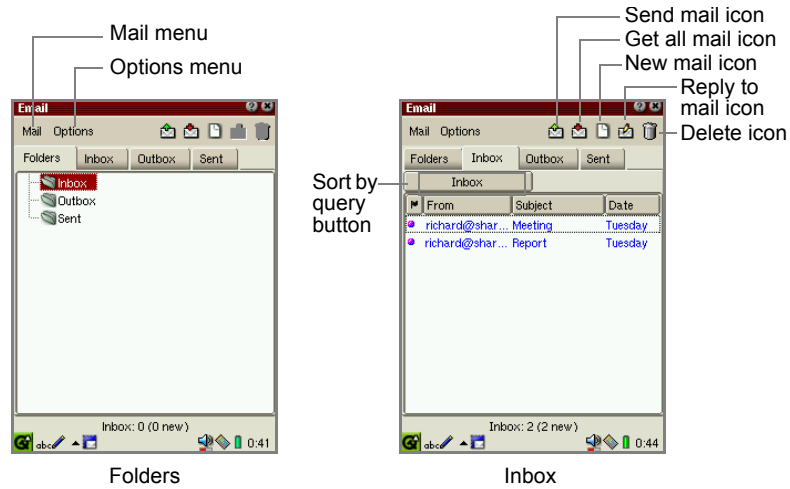 Mail menu
Options menu
Email
Mail Options
Folders Inbox Outbox Sent
Inbox
Outbox
Sent
Inbox: 0 (0 new)
abc 0:41
Folders
Send mail icon
Get all mail icon
New mail icon
Reply to
mail icon
Delete icon
Sort by
query
button
Email
Mail Options
Folders Inbox Outbox Sent
Inbox
From Subject Date
richard@shar... Meeting Tuesday
richard@shar... Report Tuesday
Inbox: 2 (2 new)
abc 0:44
Inbox